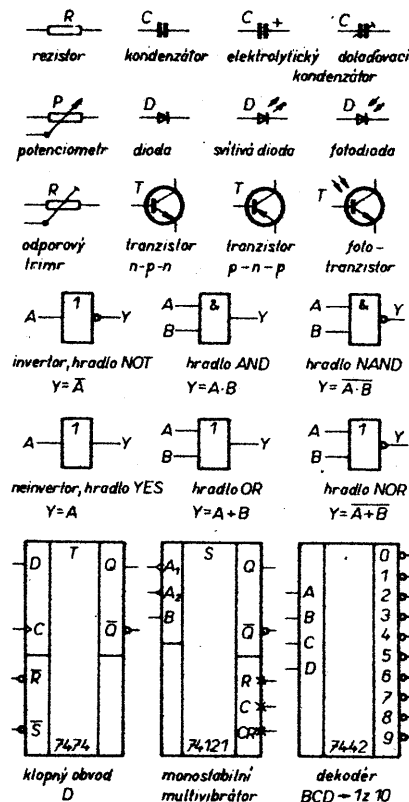 R C C + C
rezistor kondenzátor elektrolytický dolaďovací
kondenzátor
P D D D
potenciometr dioda svítivá dioda fotodioda
R T T T
odporový tranzistor tranzistor foto-
trimr n-p-n p-n-p tranzistor
A 1 Y A B & Y A B & Y
invertor, hradlo NOT hradlo AND hradlo NAND
Y=A̅ Y=A·B Y=A̅·̅B̅
A 1 Y A B 1 Y A B 1 Y
neinvertor, hradlo YES hradlo OR hradlo NOR
Y=A Y=A+B Y=A̅+̅B̅
T S
D Q A1 Q 0
A2 1
B A 2
B 3
C Q̅ Q̅ C 4
D 5
R̅ R 6
C 7
S̅ CR 8
7474 74121 7442 9
klopný obvod monostabilní dekodér
D multivibrátor BCD → 1 z 10